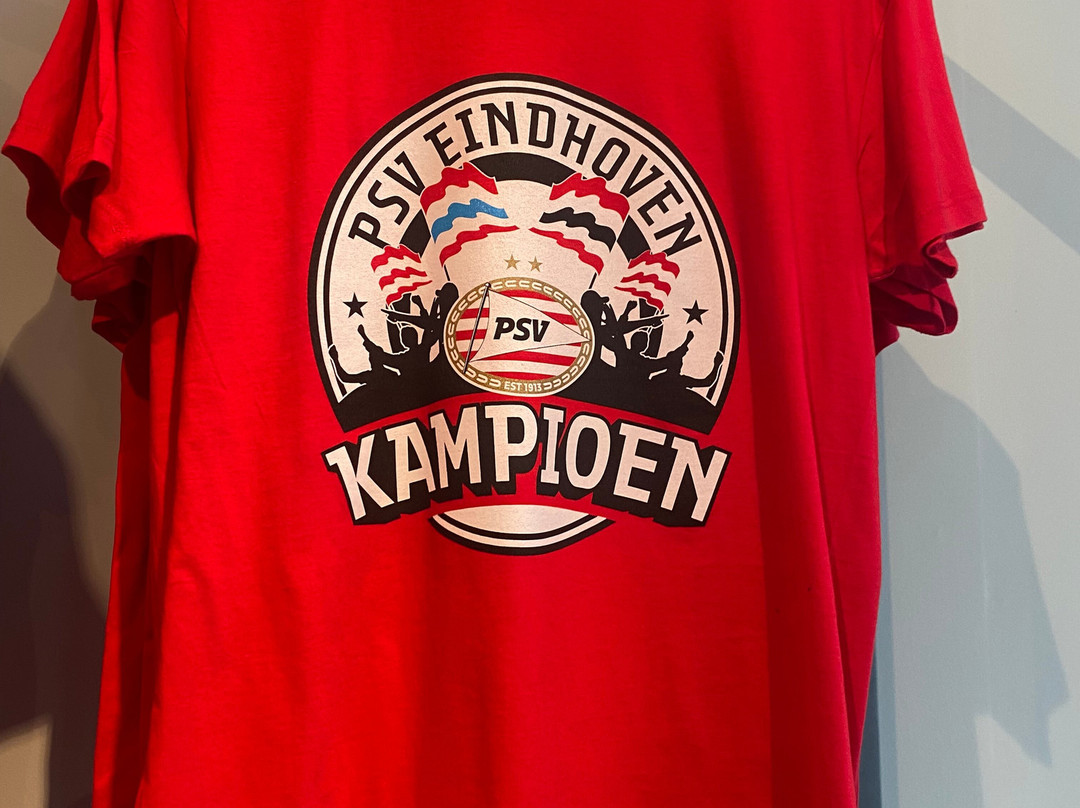 PSV EINDHOVEN
PSV
EST 1913
KAMPIOEN